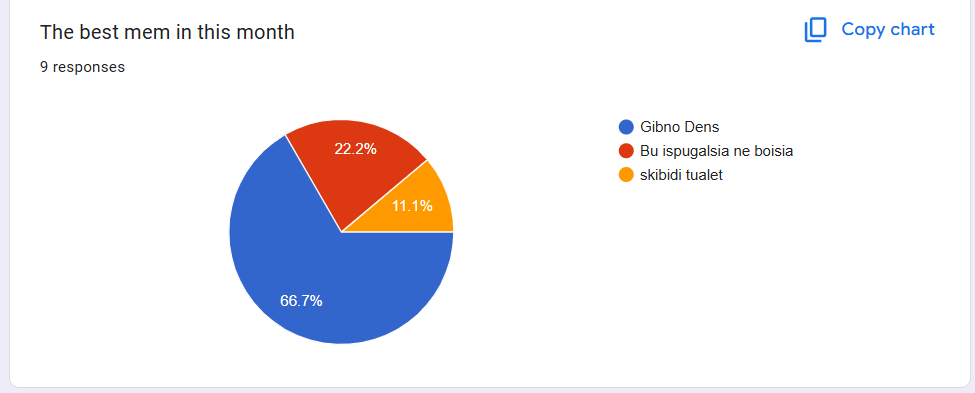 The best mem in this month
Copy chart
9 responses
Gibno Dens
Bu ispugalsia ne boisia
skibidi tualet
22.2%
11.1%
66.7%